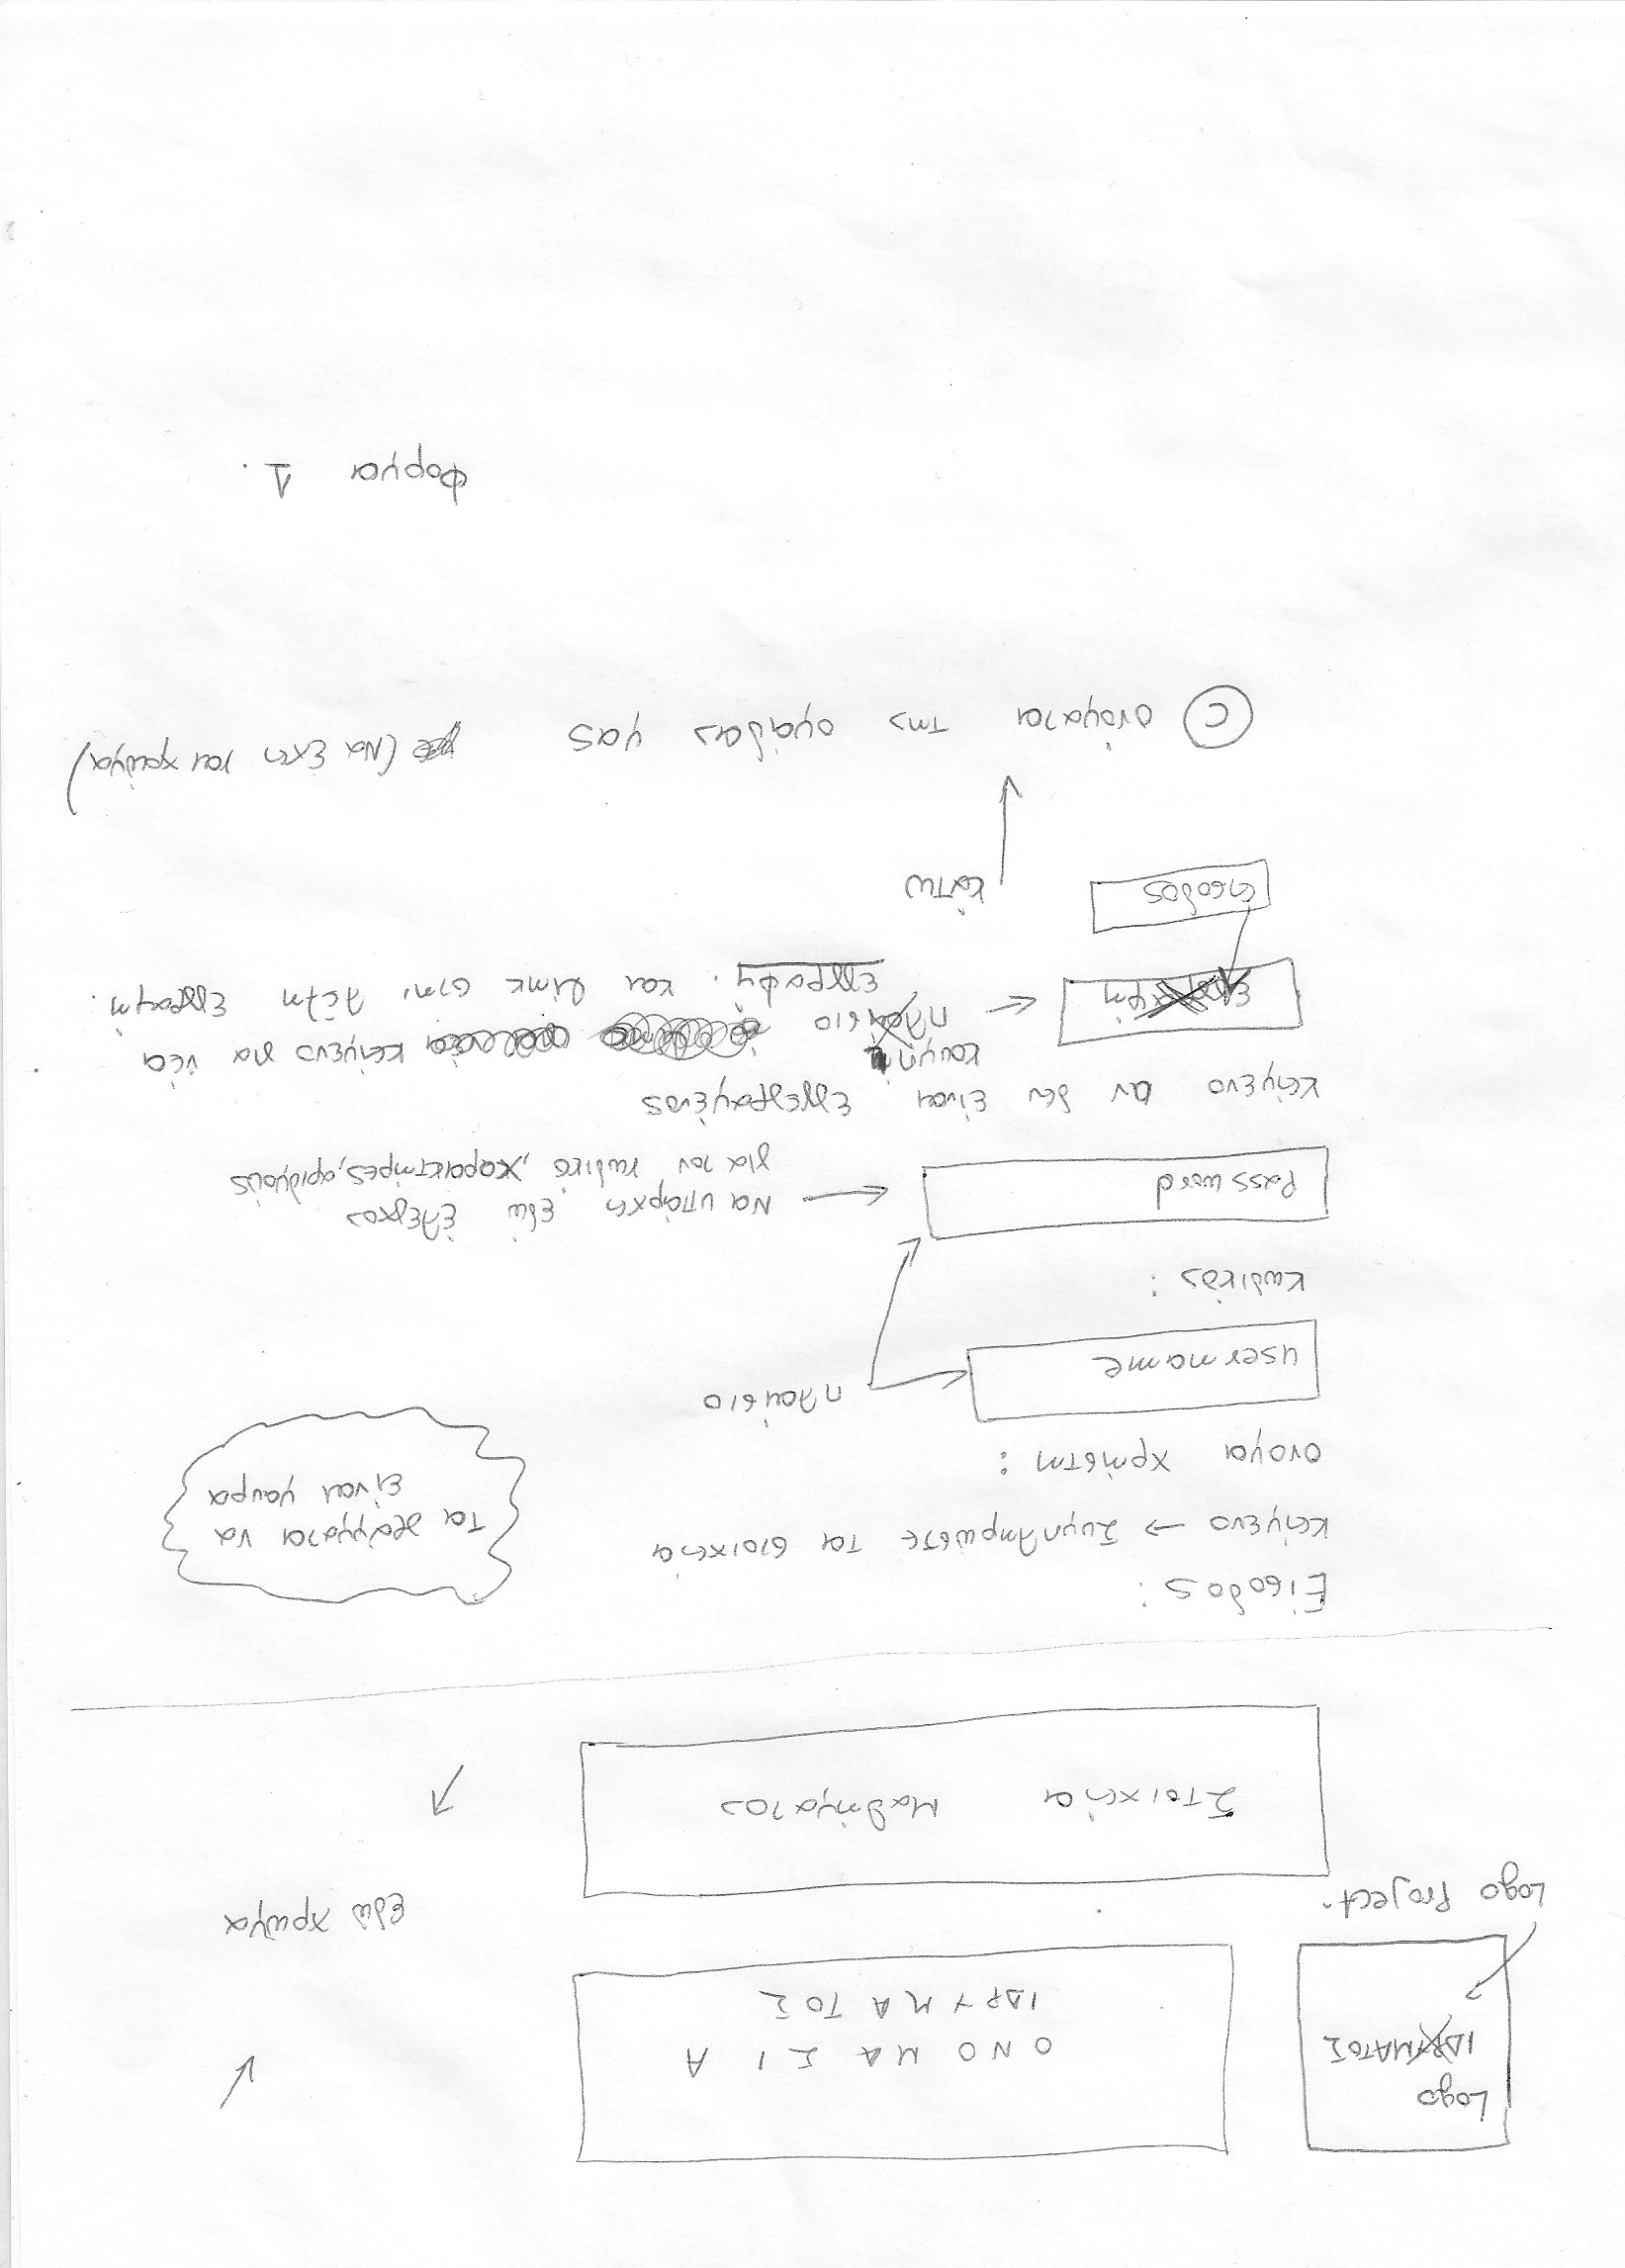 Logo
ΙΔΡΥΜΑΤΟΣ
Logo Project
ΟΝΟΜΑΣΙΑ
ΙΔΡΥΜΑΤΟΣ
εδώ χρώμα
Στοιχεία Μαθήματος
Είσοδος:
Κείμενο → Συμπληρώστε τα στοιχεία
Τα γράμματα να
είναι μαυρα
ονομα χρήστη:
πλαίσιο
username
Κωδικός:
Password
Να υπάρχει εδώ έλεγχος
για τον κωδικό, χαρακτήρες, αριθμούς
Κείμενο αν δεν είναι εγγεγραμένος
κουμπί
πλαίσιο κείμενο για νέα
εγγραφή
εγγραφή. και link στη λέξη εγγραφή.
είσοδος
κάτω
© ονόματα της ομάδας μας (Να έχει και χρώμα)
Φορμα 1.